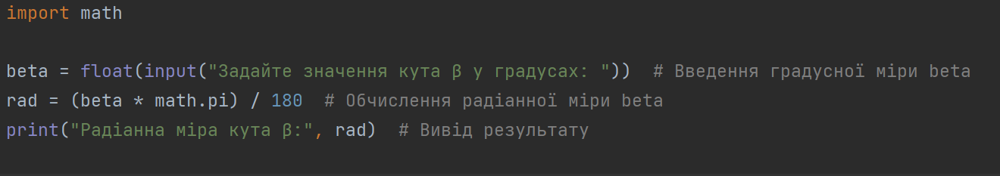 import math
beta = float(input("Задайте значення кута β у градусах: "))  # Введення градусної міри beta
rad = (beta * math.pi) / 180  # Обчислення радіанної міри beta
print("Радіанна міра кута β:", rad)  # Вивід результату